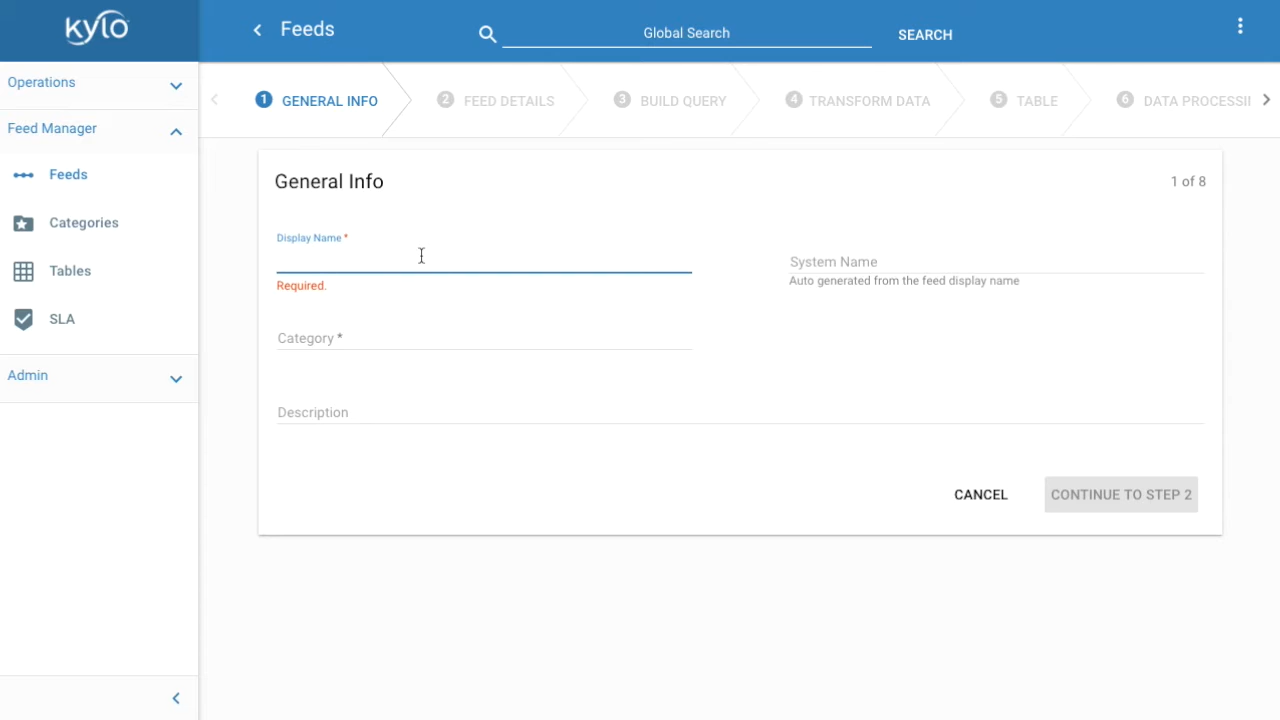 kylo
Feeds
Global Search
SEARCH
Operations
Feed Manager
Feeds
Categories
Tables
SLA
Admin
1 GENERAL INFO
2 FEED DETAILS
3 BUILD QUERY
4 TRANSFORM DATA
5 TABLE
6 DATA PROCESSII
General Info
1 of 8
Display Name *
Required.
System Name
Auto generated from the feed display name
Category *
Description
CANCEL
CONTINUE TO STEP 2